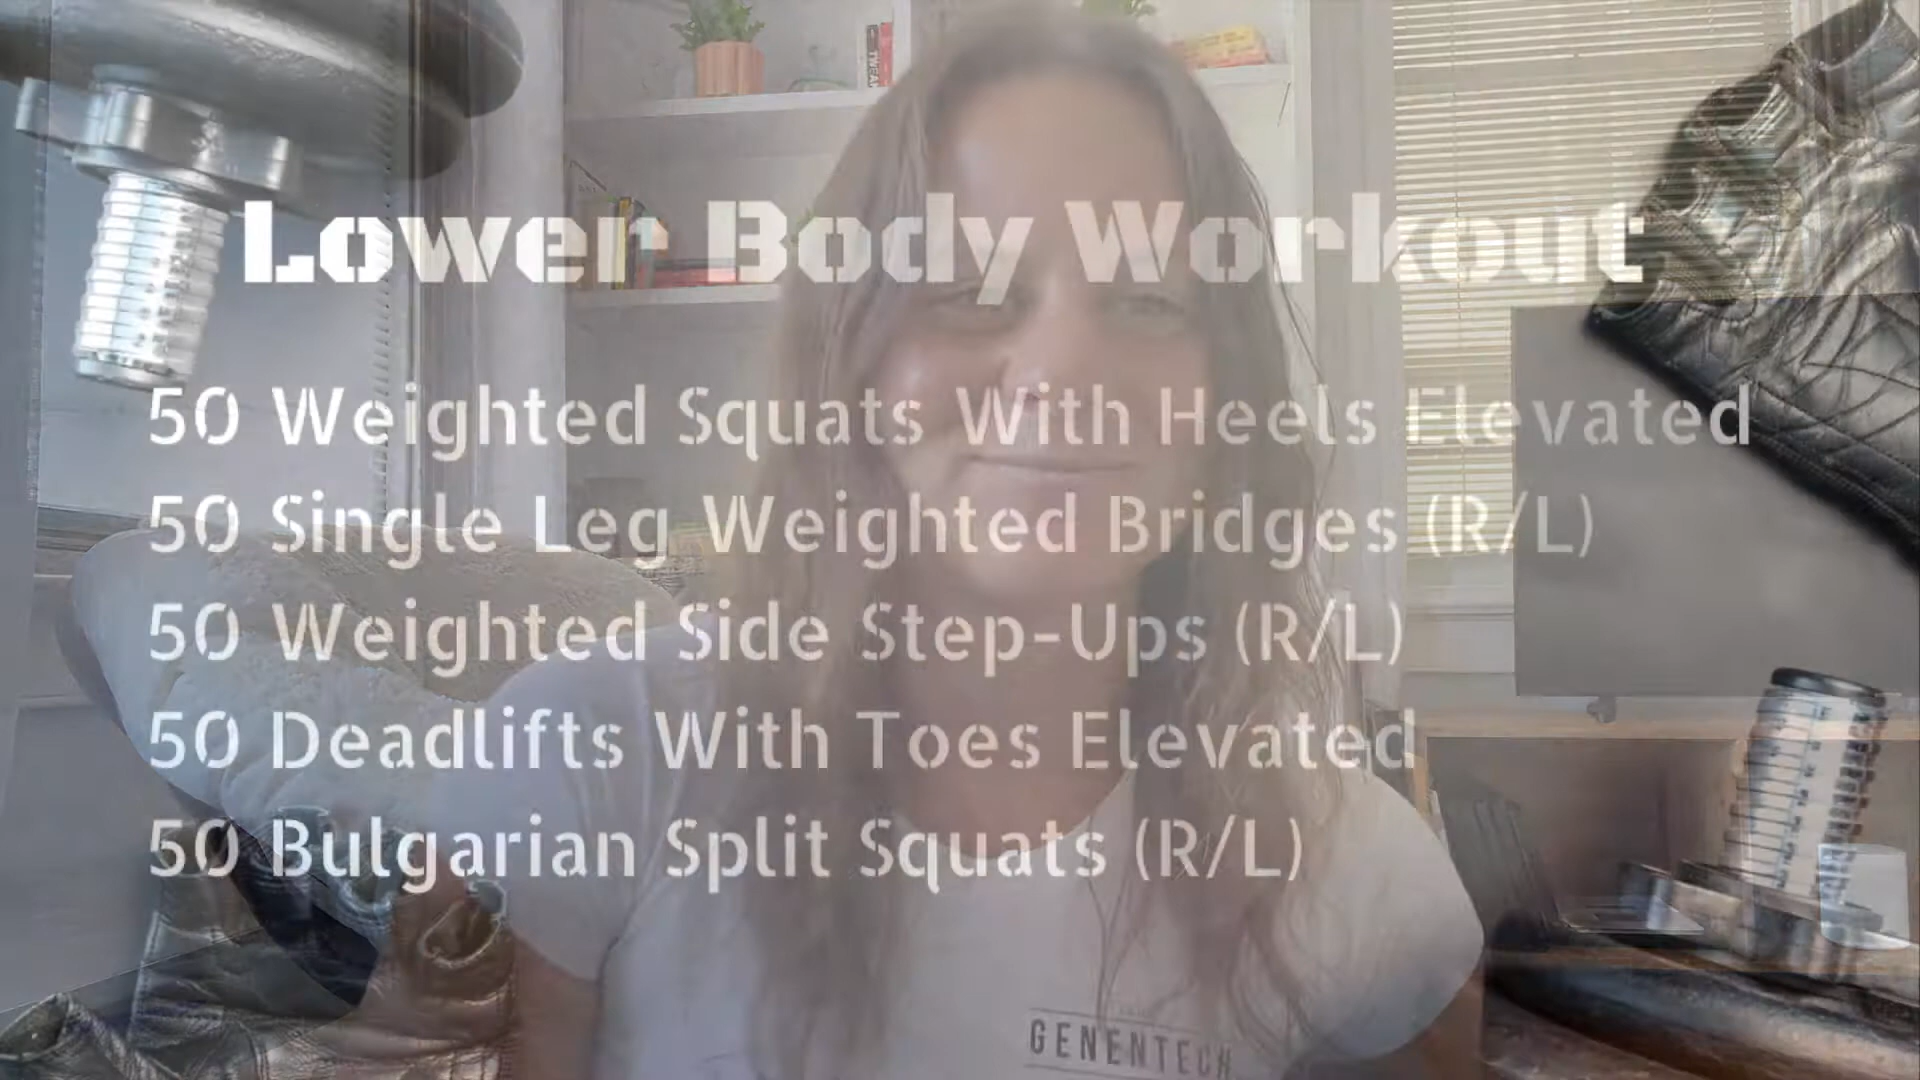 TWEAK
Lower Body Workout
50 Weighted Squats With Heels Elevated
50 Single Leg Weighted Bridges (R/L)
50 Weighted Side Step-Ups (R/L)
50 Deadlifts With Toes Elevated
50 Bulgarian Split Squats (R/L)
GENENTECH